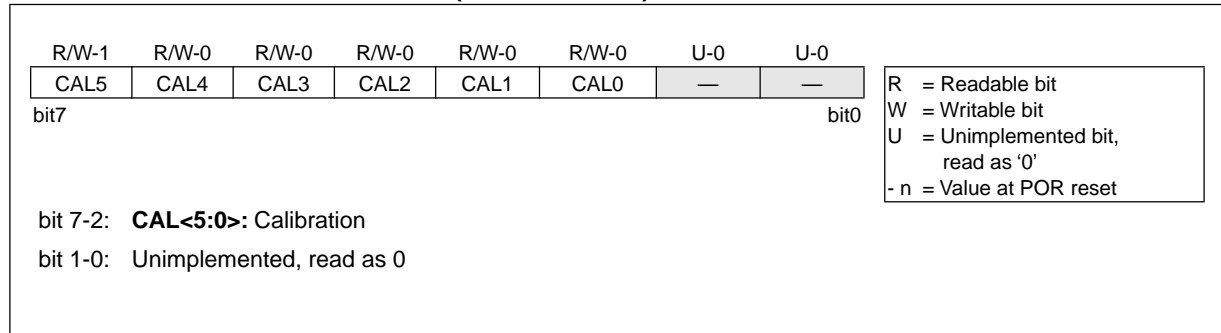 R/W-1 R/W-0 R/W-0 R/W-0 R/W-0 R/W-0 U-0 U-0
CAL5 CAL4 CAL3 CAL2 CAL1 CAL0 — —
bit7 bit0
R = Readable bit
W = Writable bit
U = Unimplemented bit,
read as ‘0’
- n = Value at POR reset
bit 7-2: CAL<5:0>: Calibration
bit 1-0: Unimplemented, read as 0